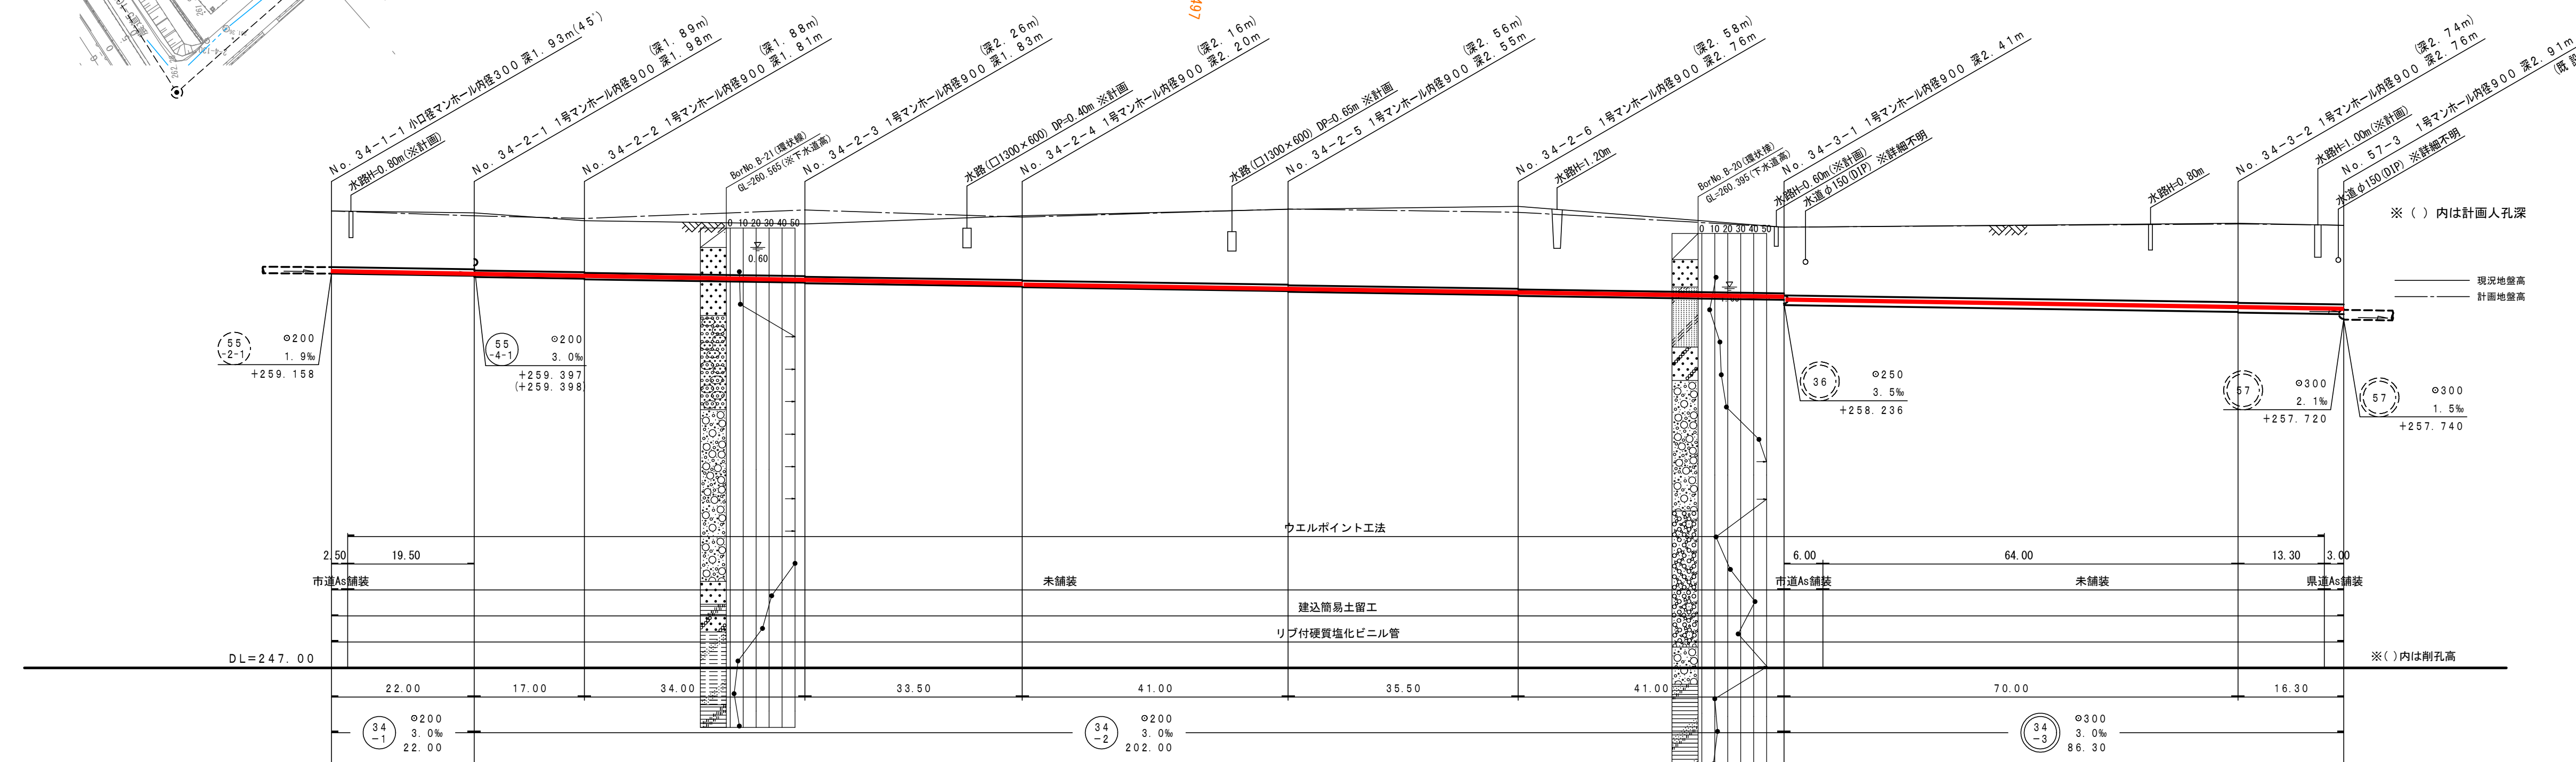 497
No. 34-1-1 小口径マンホール内径300 深1. 93m(45°)
水路H=0.80m(※計画)
(深1. 89m)
No. 34-2-1 1号マンホール内径900 深1. 98m
(深1. 88m)
No. 34-2-2 1号マンホール内径900 深1. 81m
BorNo. B-21(環状線)
GL=260.565(※下水道高)
(深2. 26m)
No. 34-2-3 1号マンホール内径900 深1. 83m
水路(口1300×600) DP=0.40m ※計画
(深2. 16m)
No. 34-2-4 1号マンホール内径900 深2. 20m
水路(口1300×600) DP=0.65m ※計画
(深2. 56m)
No. 34-2-5 1号マンホール内径900 深2. 55m
(深2. 58m)
No. 34-2-6 1号マンホール内径900 深2. 76m
水路H=1.20m
BorNo. B-20(環状捶)
GL=260.395(下水道高)
No. 34-3-1 1号マンホール内径900 深2. 41m
水路H=0.60m(※計画)
水道φ150(DIP) ※詳細不明
水路H=0.80m
(深2. 74m)
No. 34-3-2 1号マンホール内径900 深2. 76m
水路H=1.00m(※計画)
No. 57-3 1号マンホール内径900 深2. 91m
水道φ150(DIP) ※詳細不明
※ ( ) 内は計画人孔深
現況地盤高
計画地盤高
0 10 20 30 40 50
0.60
0 10 20 30 40 50
55
-2-1
⊙200
1. 9‰
+259. 158
55
-4-1
⊙200
3. 0‰
+259. 397
(+259. 398)
36
⊙250
3. 5‰
+258. 236
57
⊙300
2. 1‰
+257. 720
57
⊙300
1. 5‰
+257. 740
ウエルポイント工法
2.50 19.50 6.00 64.00 13.30 3.00
市道As舗装 未舗装 市道As舗装 未舗装 県道As舗装
建込簡易土留工
リブ付硬質塩化ビニル管
DL=247. 00
※( )内は削孔高
22.00 17.00 34.00 33.50 41.00 35.50 41.00 70.00 16.30
34
-1
⊙200
3. 0‰
22. 00
34
-2
⊙200
3. 0‰
202. 00
34
-3
⊙300
3. 0‰
86. 30